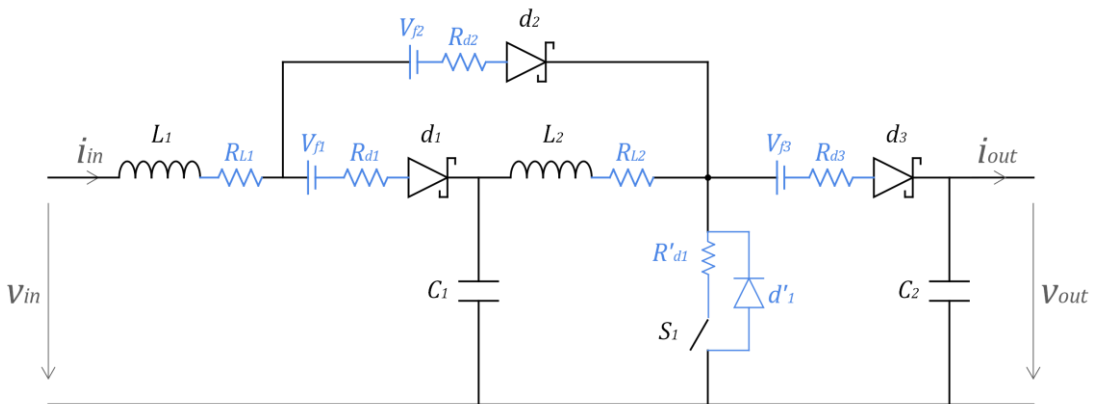 Vf2 Rd2 d2
iin L1 RL1 Vf1 Rd1 d1 L2 RL2 Vf3 Rd3 d3 iout
vin C1 R'd1 d'1 S1 C2 vout